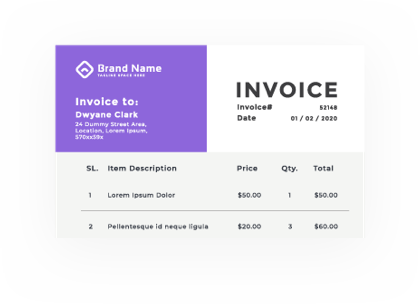 Brand Name
TAGLINE SPACE HERE
Invoice to:
Dwyane Clark
24 Dummy Street Area,
Location, Lorem Ipsum,
570xx59x
INVOICE
Invoice# 52148
Date 01 / 02 / 2020
SL. Item Description Price Qty. Total
1 Lorem Ipsum Dolor $50.00 1 $50.00
2 Pellentesque id neque ligula $20.00 3 $60.00